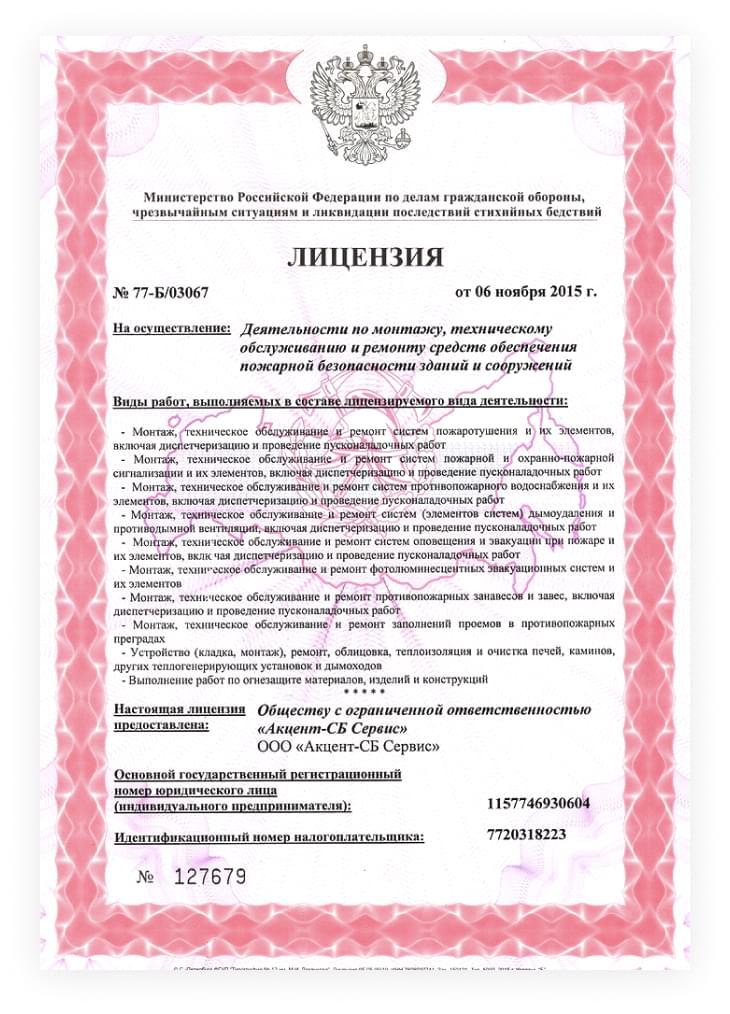 Министерство Российской Федерации по делам гражданской обороны,
чрезвычайным ситуациям и ликвидации последствий стихийных бедствий
ЛИЦЕНЗИЯ
№ 77-Б/03067 от 06 ноября 2015 г.
На осуществление: Деятельности по монтажу, техническому
обслуживанию и ремонту средств обеспечения
пожарной безопасности зданий и сооружений
Виды работ, выполняемых в составе лицензируемого вида деятельности:
- Монтаж, техническое обслуживание и ремонт систем пожаротушения и их элементов,
включая диспетчеризацию и проведение пусконаладочных работ
- Монтаж, техническое обслуживание и ремонт систем пожарной и охранно-пожарной
сигнализации и их элементов, включая диспетчеризацию и проведение пусконаладочных работ
- Монтаж, техническое обслуживание и ремонт систем противопожарного водоснабжения и их
элементов, включая диспетчеризацию и проведение пусконаладочных работ
- Монтаж, техническое обслуживание и ремонт систем (элементов систем) дымоудаления и
противодымной вентиляции, включая диспетчеризацию и проведение пусконаладочных работ
- Монтаж, техническое обслуживание и ремонт систем оповещения и эвакуации при пожаре и
их элементов, включая диспетчеризацию и проведение пусконаладочных работ
- Монтаж, техническое обслуживание и ремонт фотолюминесцентных эвакуационных систем и
их элементов
- Монтаж, техническое обслуживание и ремонт противопожарных занавесов и завес, включая
диспетчеризацию и проведение пусконаладочных работ
- Монтаж, техническое обслуживание и ремонт заполнений проемов в противопожарных
преградах
- Устройство (кладка, монтаж), ремонт, облицовка, теплоизоляция и очистка печей, каминов,
других теплогенерирующих установок и дымоходов
- Выполнение работ по огнезащите материалов, изделий и конструкций
* * * * *
Настоящая лицензия Обществу с ограниченной ответственностью
предоставлена: «Акцент-СБ Сервис»
ООО «Акцент-СБ Сервис»
Основной государственный регистрационный
номер юридического лица
(индивидуального предпринимателя): 1157746930604
Идентификационный номер налогоплательщика: 7720318223
№ 127679